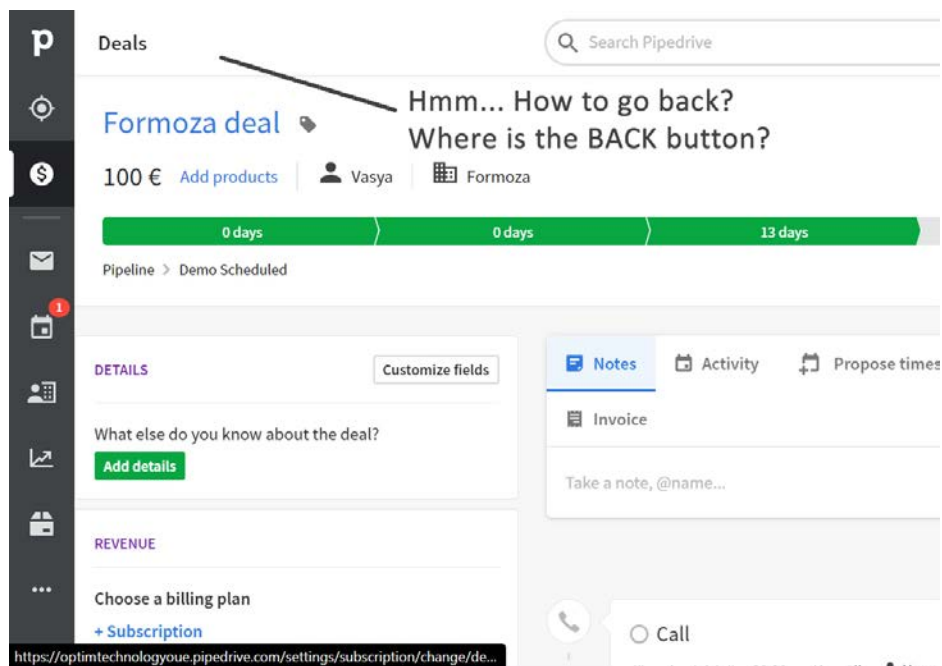 p
Deals
Search Pipedrive
Hmm... How to go back?
Where is the BACK button?
Formoza deal
100 € Add products Vasya Formoza
0 days 0 days 13 days
Pipeline > Demo Scheduled
1
DETAILS Customize fields
Notes Activity Propose times
Invoice
What else do you know about the deal?
Add details
Take a note, @name...
REVENUE
Choose a billing plan
+ Subscription
Call
https://optimtechnologyoue.pipedrive.com/settings/subscription/change/de...